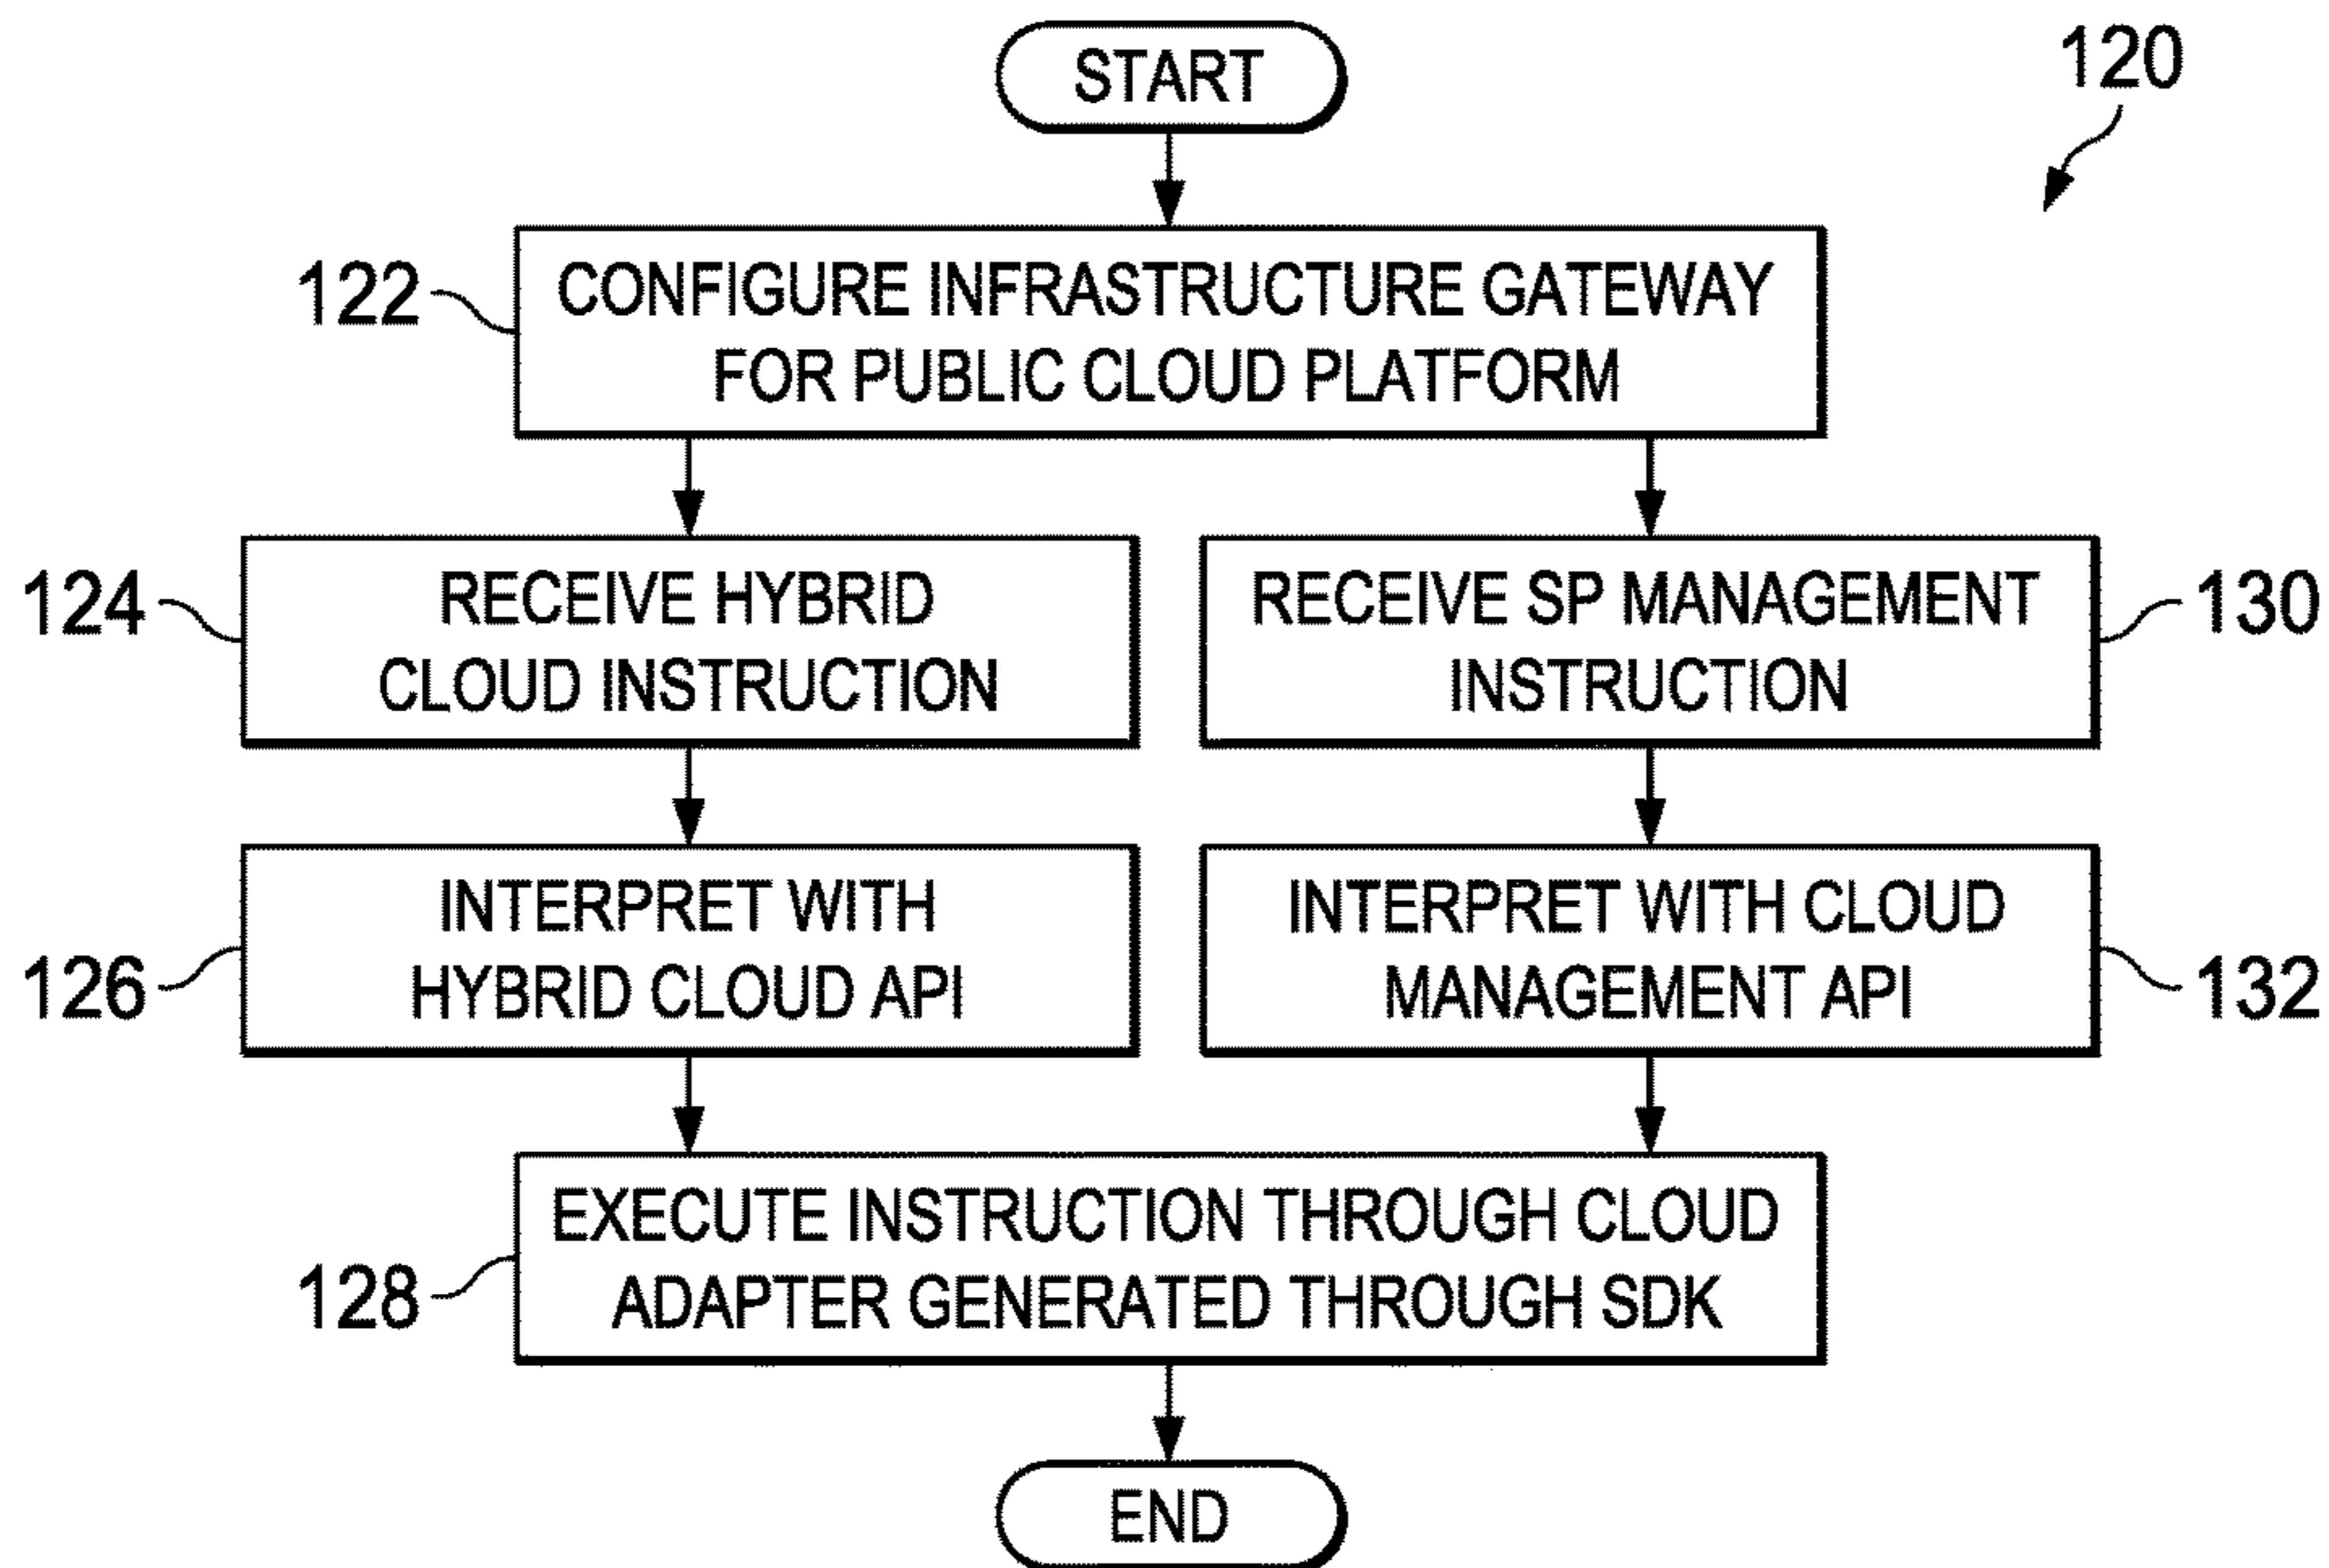 START
120
122
CONFIGURE INFRASTRUCTURE GATEWAY
FOR PUBLIC CLOUD PLATFORM
124
RECEIVE HYBRID
CLOUD INSTRUCTION
RECEIVE SP MANAGEMENT
INSTRUCTION
130
126
INTERPRET WITH
HYBRID CLOUD API
INTERPRET WITH CLOUD
MANAGEMENT API
132
128
EXECUTE INSTRUCTION THROUGH CLOUD
ADAPTER GENERATED THROUGH SDK
END